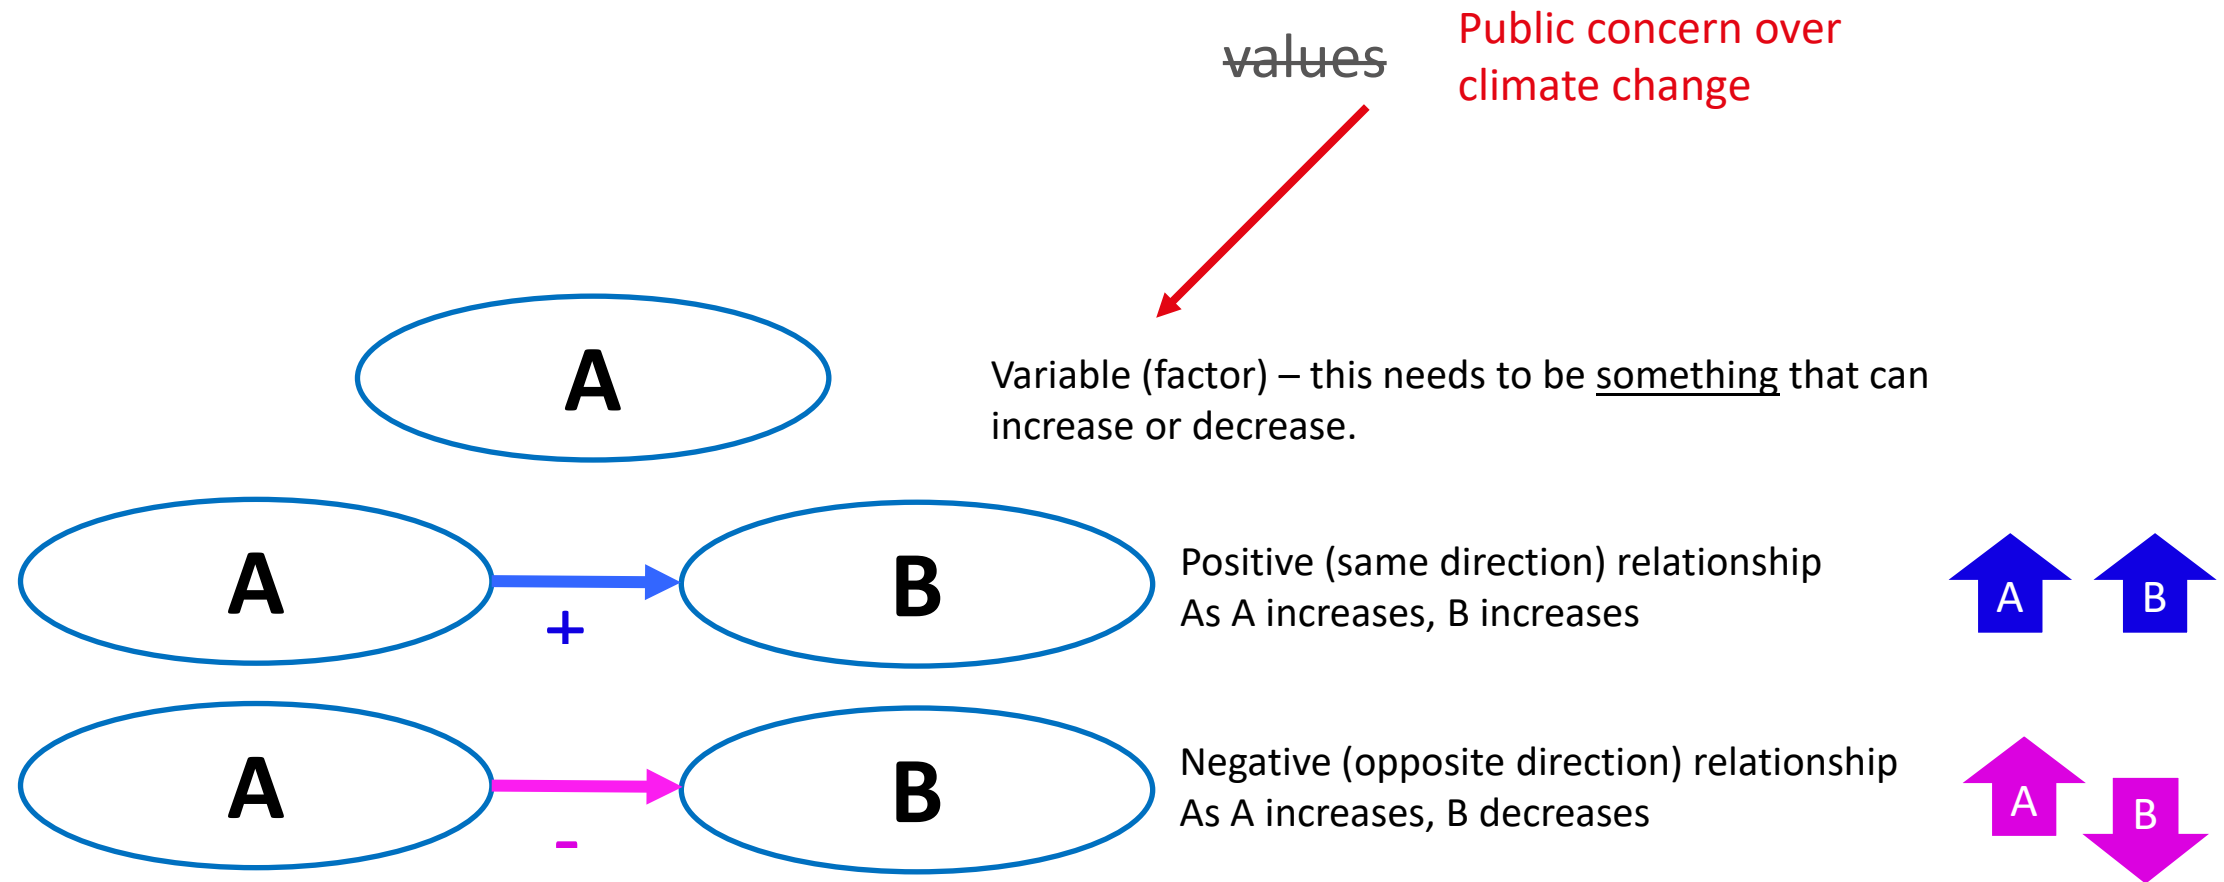 values
Public concern over
climate change
A
Variable (factor) – this needs to be something that can
increase or decrease.
A
+
B
Positive (same direction) relationship
As A increases, B increases
A
B
A
-
B
Negative (opposite direction) relationship
As A increases, B decreases
A
B